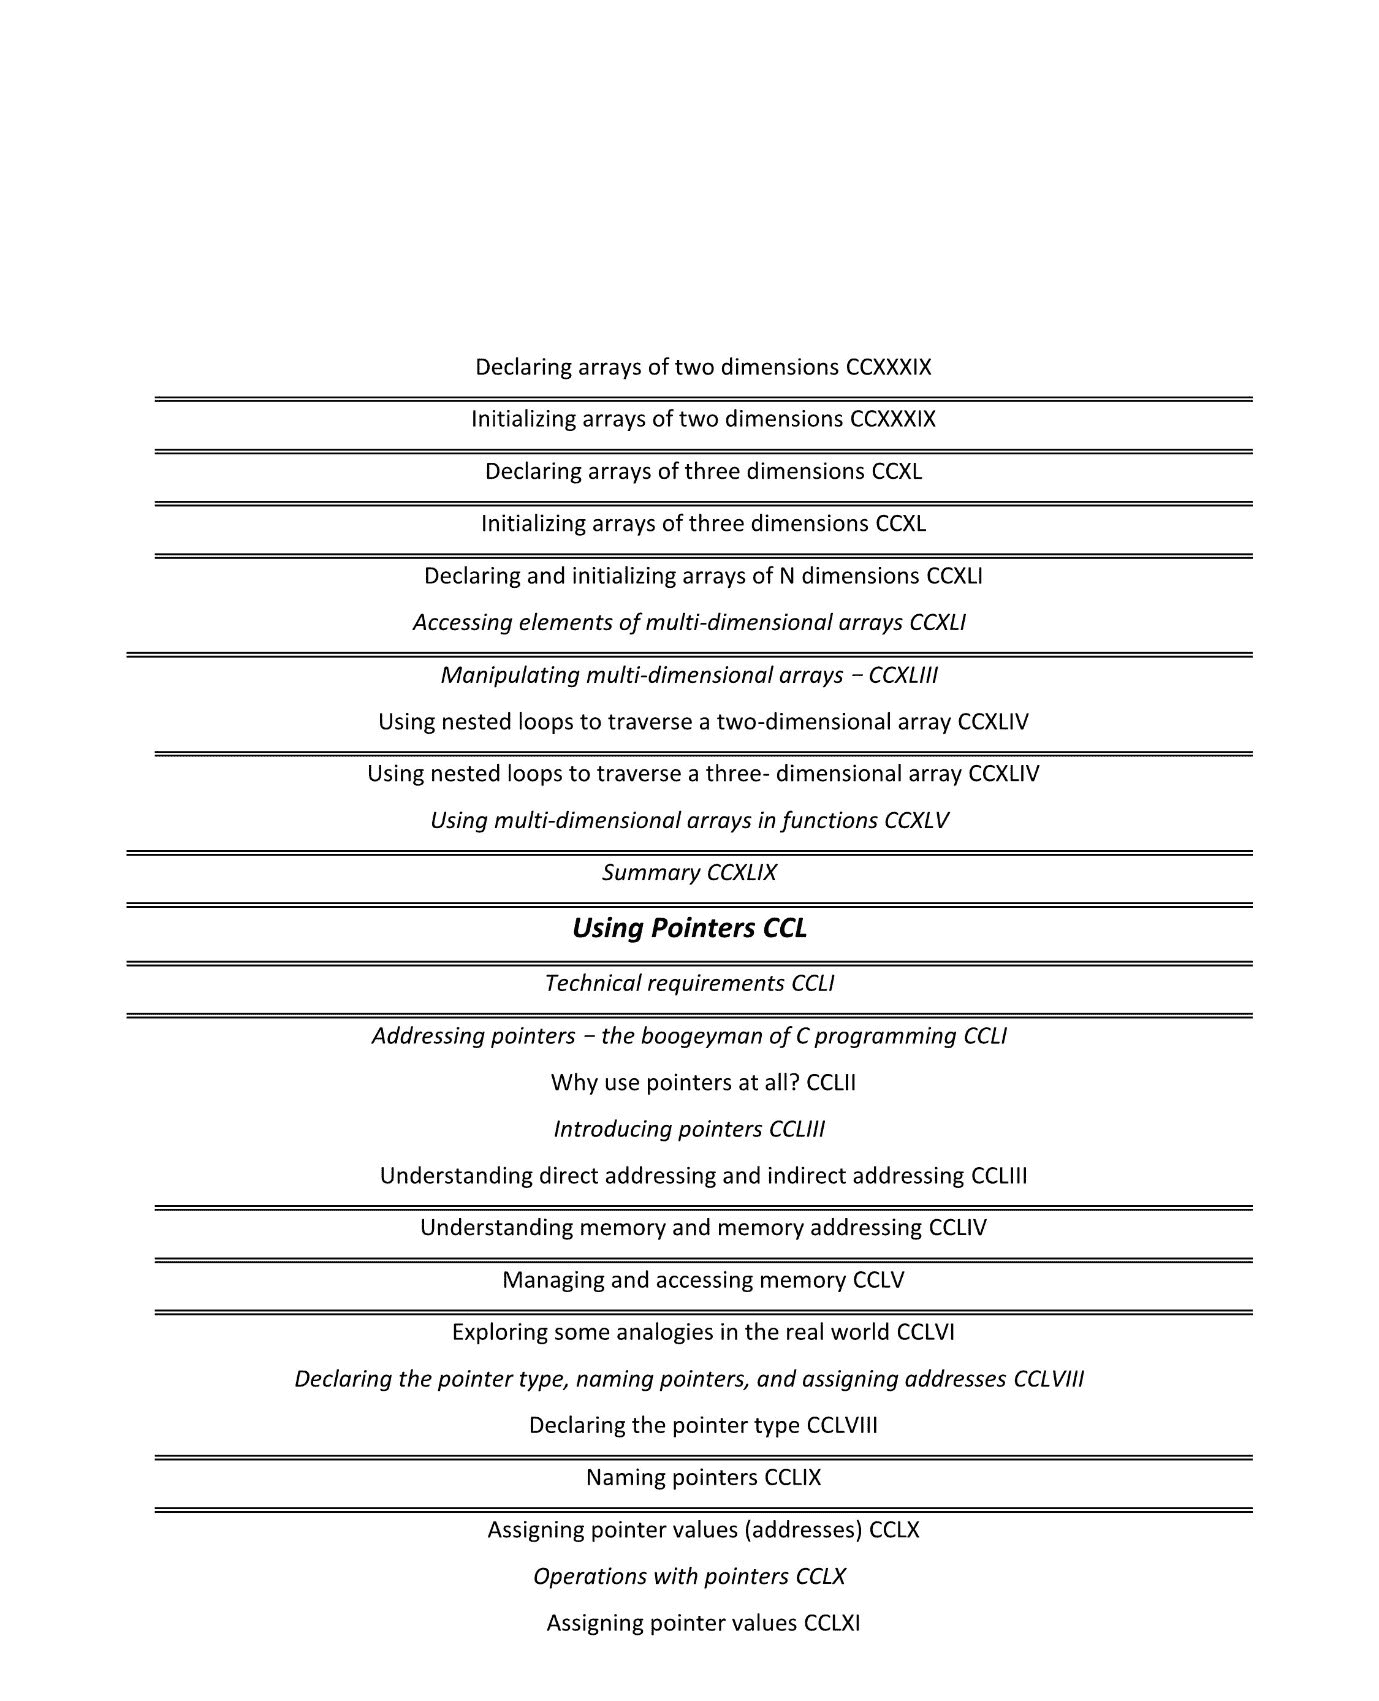 Declaring arrays of two dimensions CCXXXIX
Initializing arrays of two dimensions CCXXXIX
Declaring arrays of three dimensions CCXL
Initializing arrays of three dimensions CCXL
Declaring and initializing arrays of N dimensions CCXLI
Accessing elements of multi-dimensional arrays CCXLI
Manipulating multi-dimensional arrays – CCXLIII
Using nested loops to traverse a two-dimensional array CCXLIV
Using nested loops to traverse a three- dimensional array CCXLIV
Using multi-dimensional arrays in functions CCXLV
Summary CCXLIX
Using Pointers CCL
Technical requirements CCLI
Addressing pointers – the boogeyman of C programming CCLI
Why use pointers at all? CCLII
Introducing pointers CCLIII
Understanding direct addressing and indirect addressing CCLIII
Understanding memory and memory addressing CCLIV
Managing and accessing memory CCLV
Exploring some analogies in the real world CCLVI
Declaring the pointer type, naming pointers, and assigning addresses CCLVIII
Declaring the pointer type CCLVIII
Naming pointers CCLIX
Assigning pointer values (addresses) CCLX
Operations with pointers CCLX
Assigning pointer values CCLXI